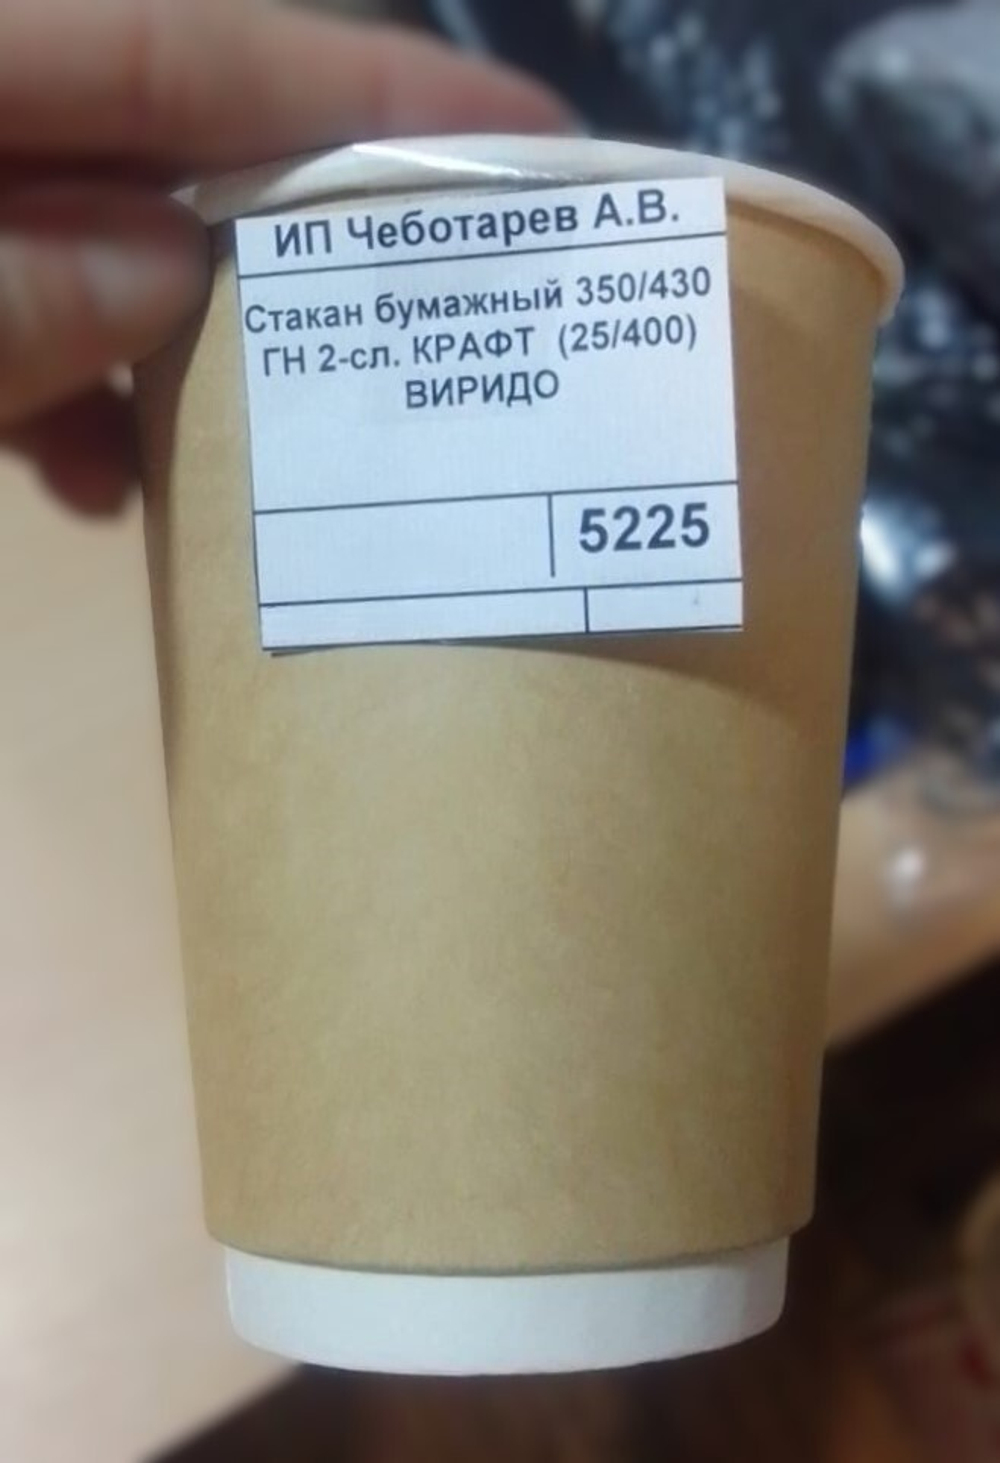 ИП Чеботарев А.В.
Стакан бумажный 350/430
ГН 2-сл. КРАФТ (25/400)
ВИРИДО
5225